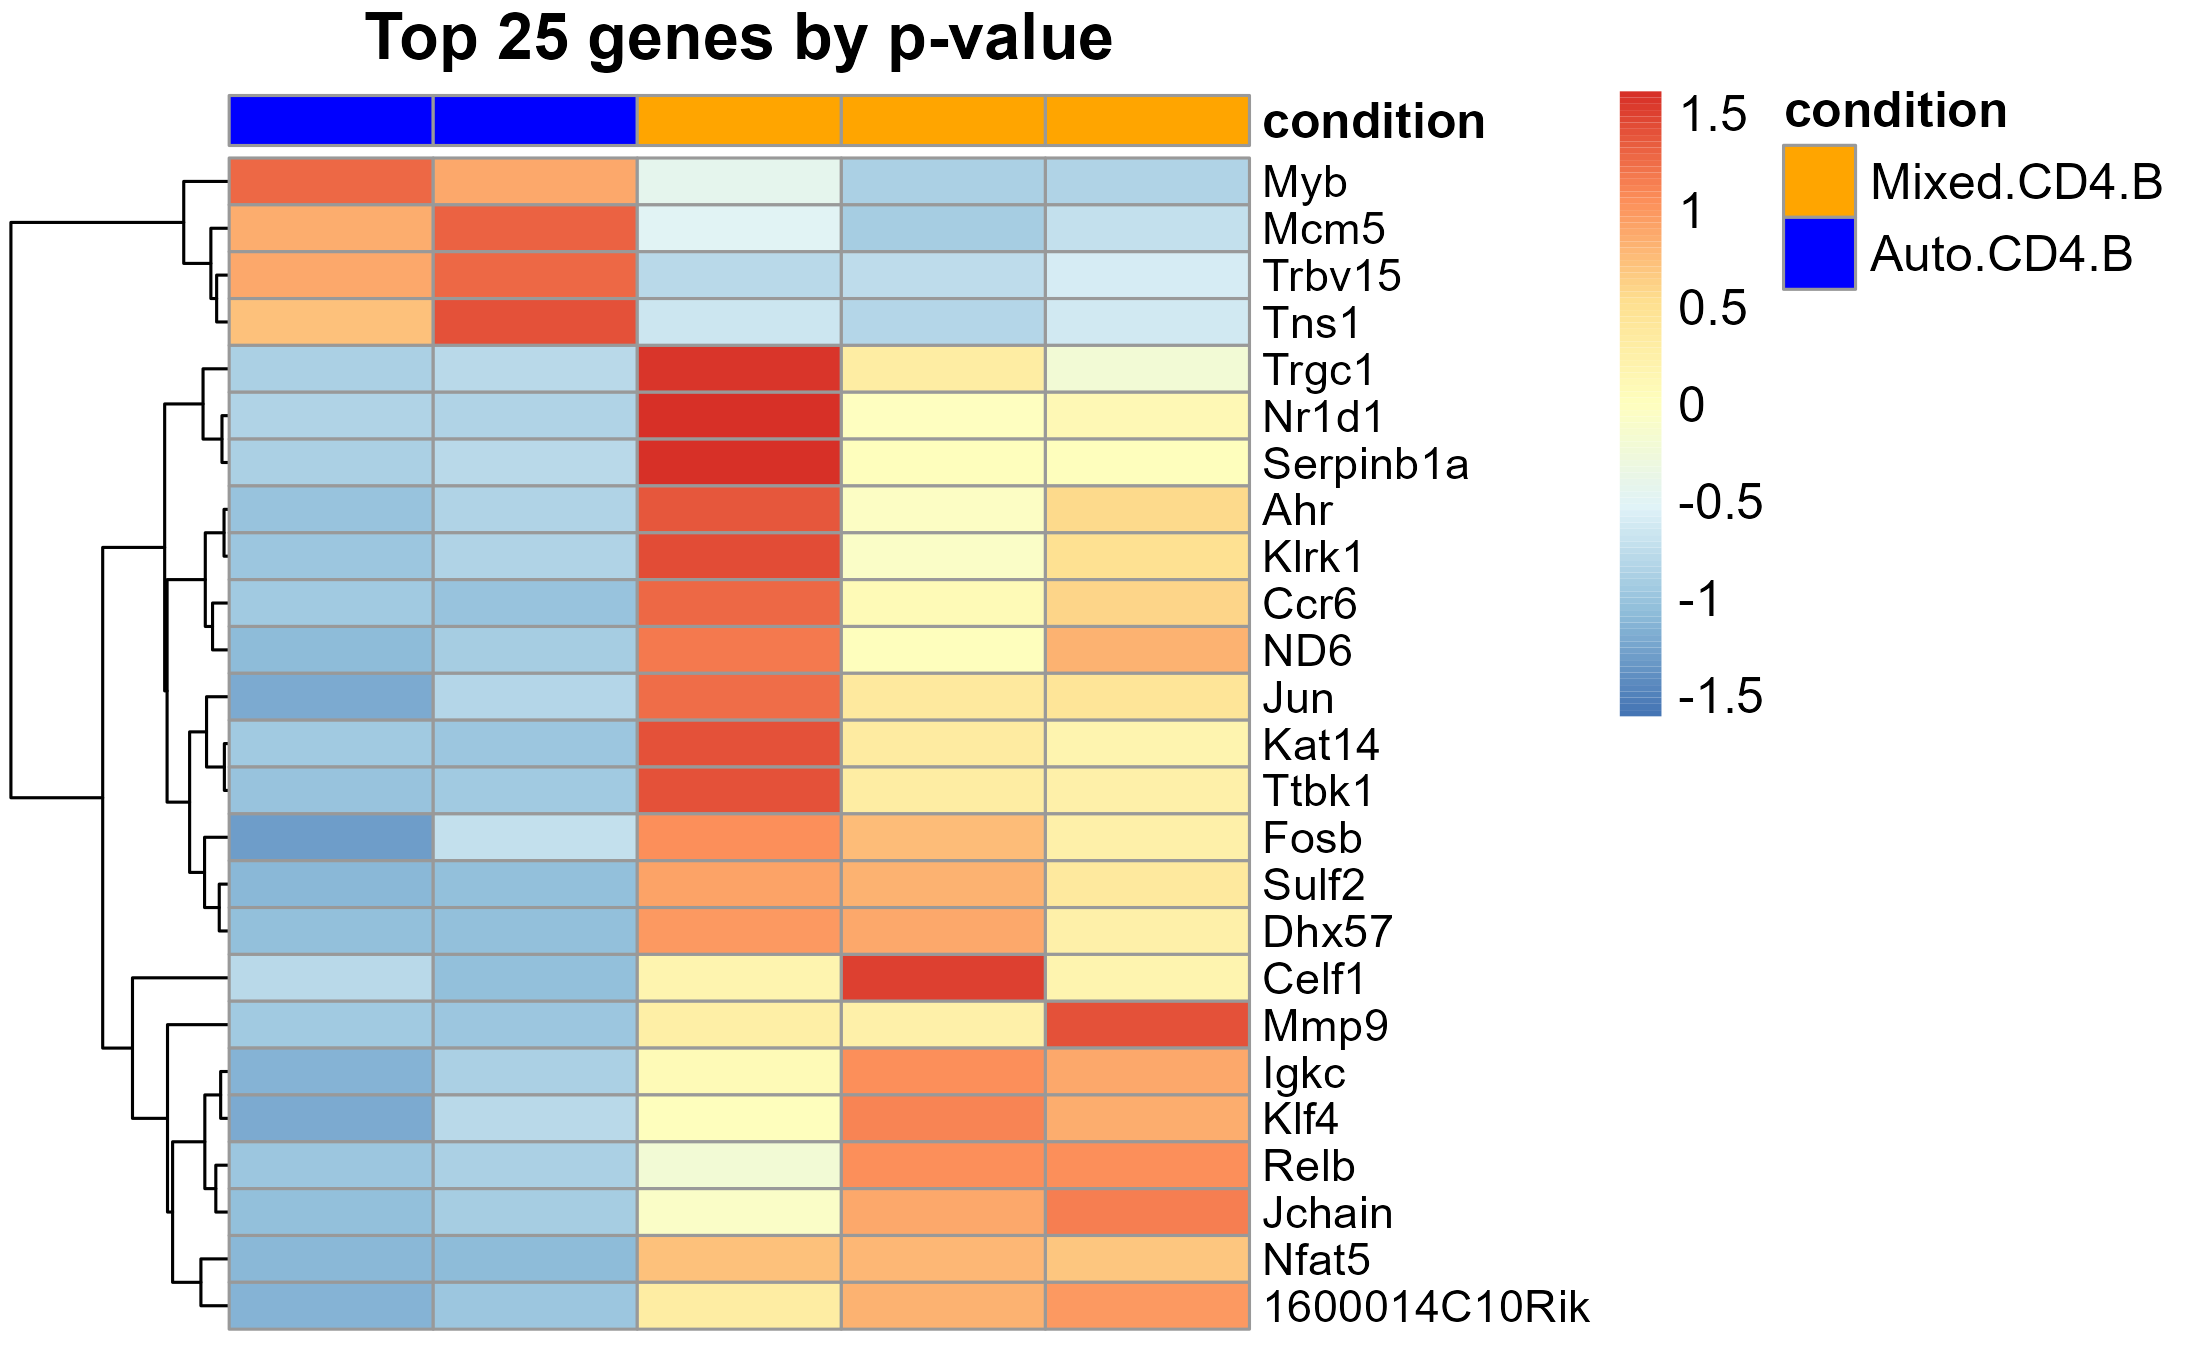 Top 25 genes by p-value
condition
Myb
Mcm5
Trbv15
Tns1
Trgc1
Nr1d1
Serpinb1a
Ahr
Klrk1
Ccr6
ND6
Jun
Kat14
Ttbk1
Fosb
Sulf2
Dhx57
Celf1
Mmp9
Igkc
Klf4
Relb
Jchain
Nfat5
1600014C10Rik
1.5
1
0.5
0
-0.5
-1
-1.5
condition
Mixed.CD4.B
Auto.CD4.B